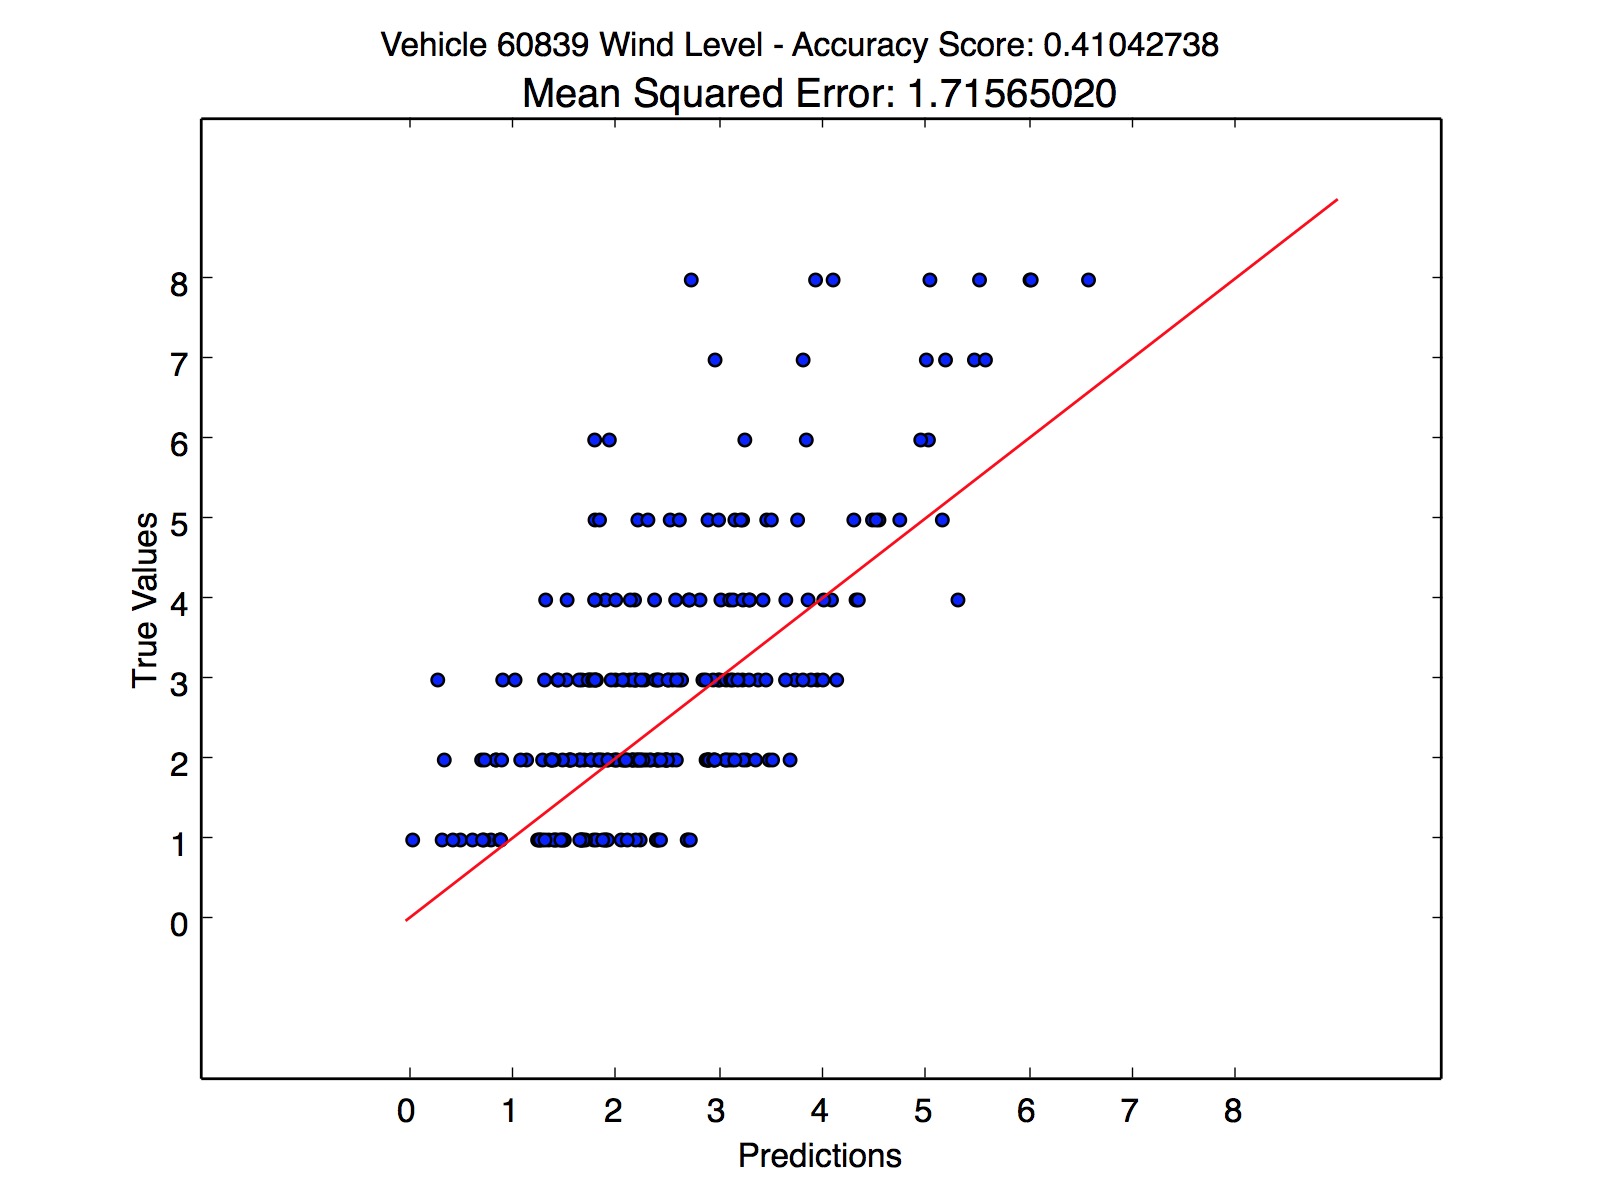 Vehicle 60839 Wind Level - Accuracy Score: 0.41042738
Mean Squared Error: 1.71565020
8
7
6
5
4
3
2
1
0
True Values
0 1 2 3 4 5 6 7 8
Predictions